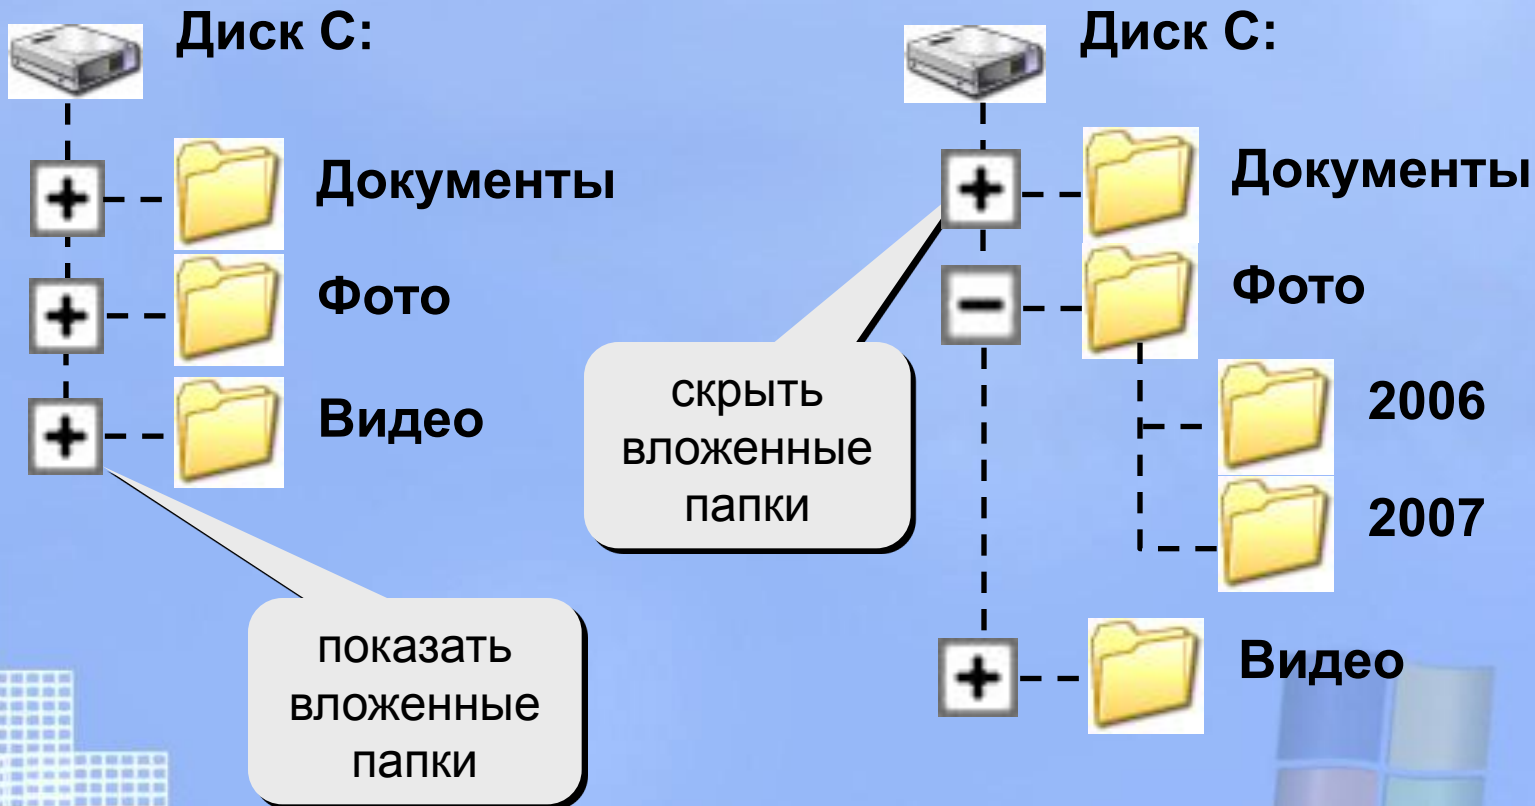 Диск C:
Документы
Фото
Видео
показать
вложенные
папки
Диск C:
Документы
Фото
2006
2007
Видео
скрыть
вложенные
папки